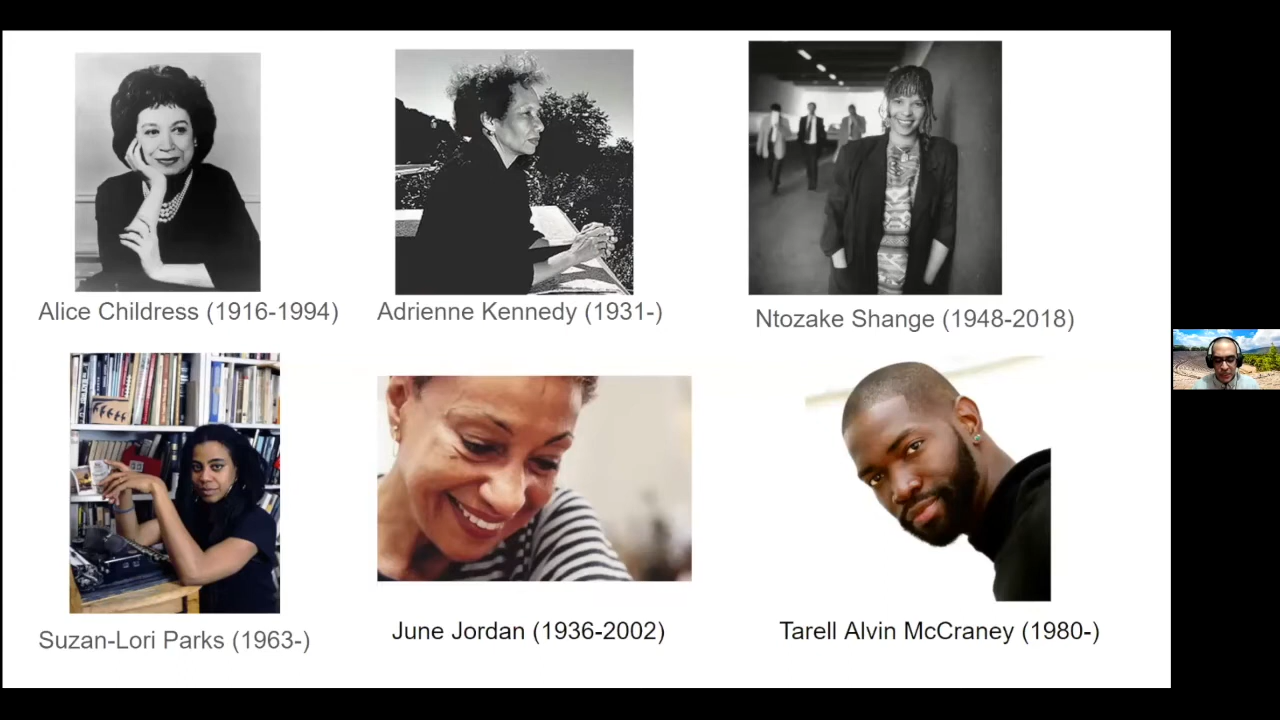 Alice Childress (1916-1994)
Adrienne Kennedy (1931-)
Ntozake Shange (1948-2018)
Suzan-Lori Parks (1963-)
June Jordan (1936-2002)
Tarell Alvin McCraney (1980-)